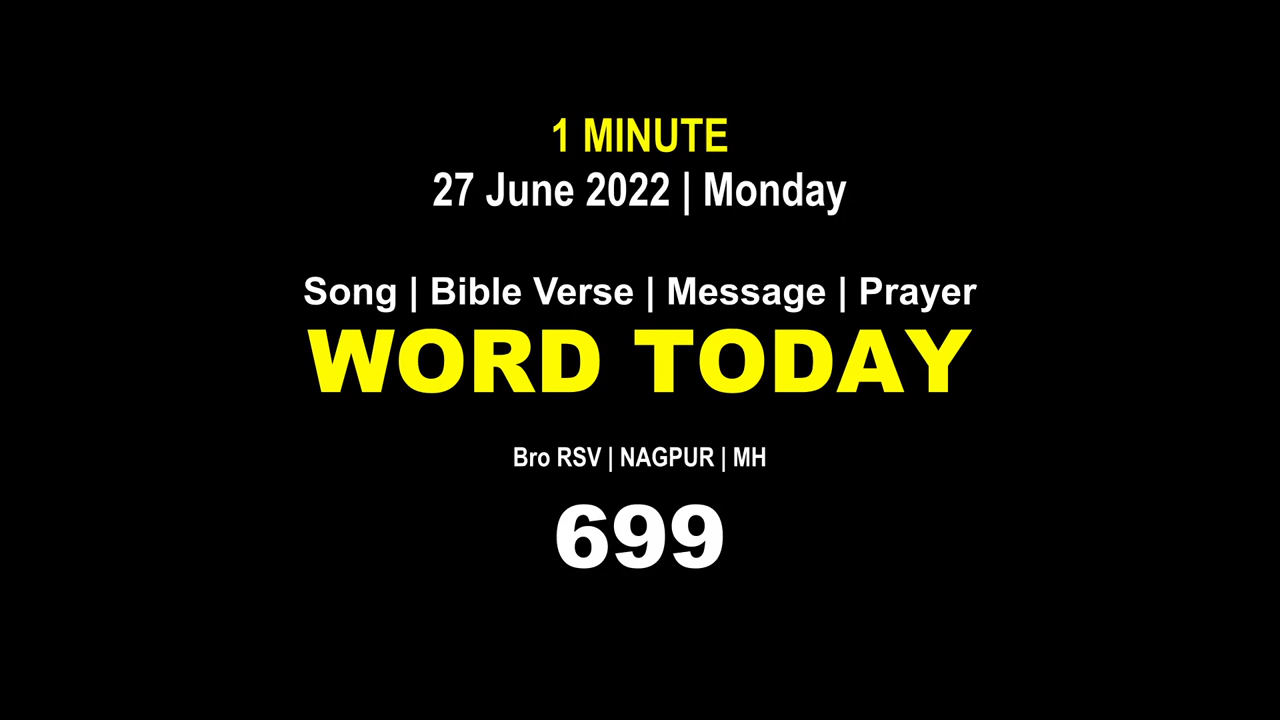 1 MINUTE
27 June 2022 | Monday
Song | Bible Verse | Message | Prayer
WORD TODAY
Bro RSV | NAGPUR | MH
699